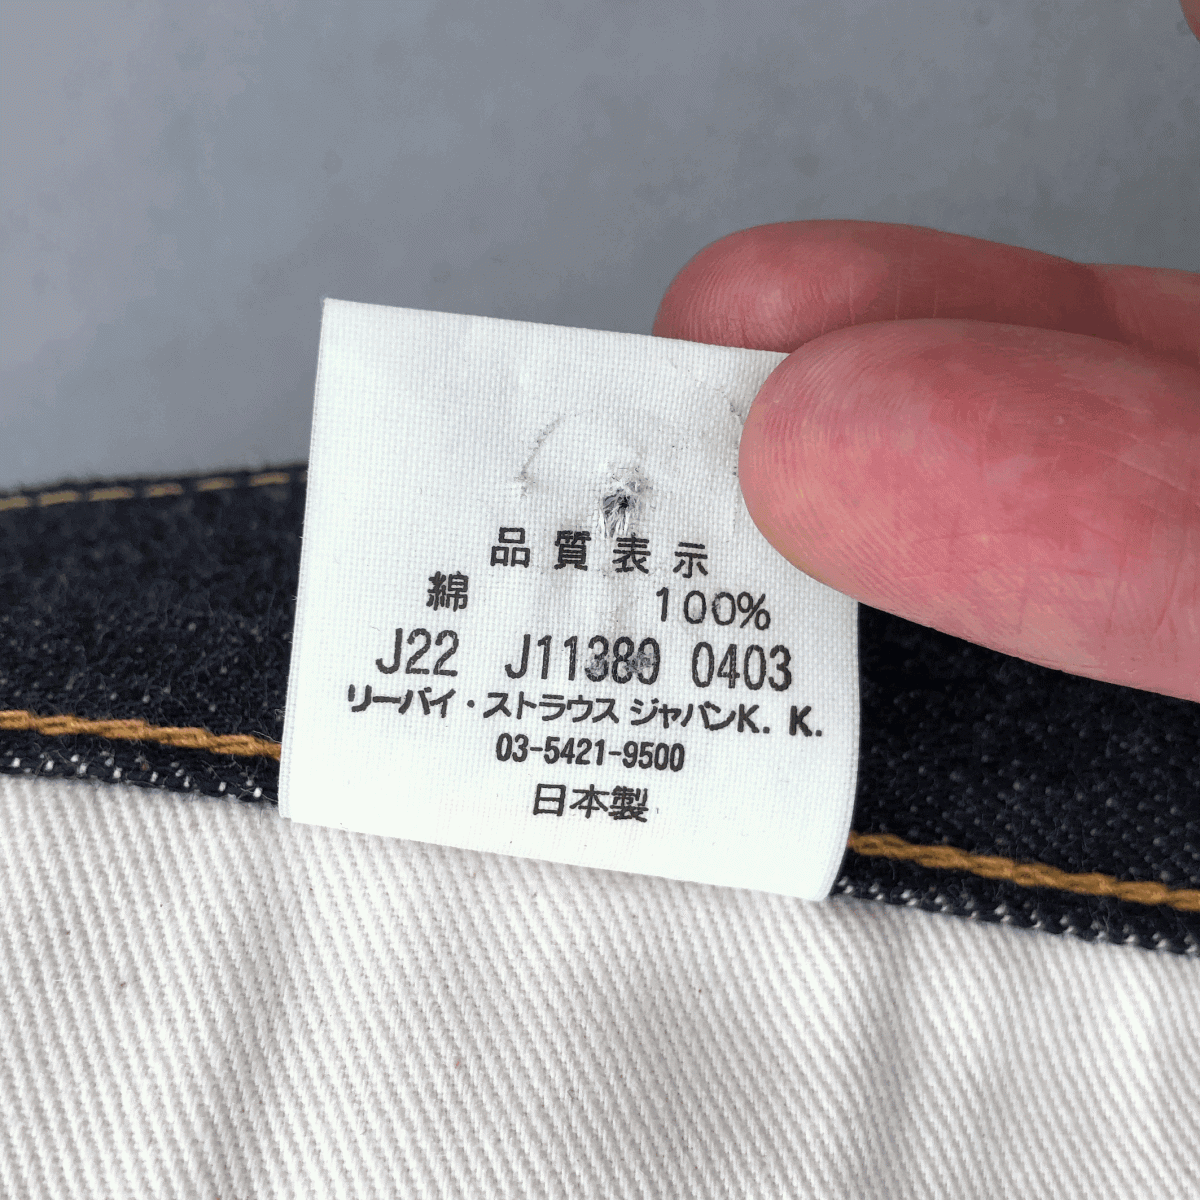 品質表示
綿 100%
J22 J11380 0403
リーバイ・ストラウス ジャパンK. K.
03-5421-9500
日本製